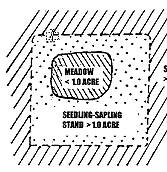 MEADOW
< 1.0 ACRE
SEEDLING-SAPLING
STAND > 1.0 ACRE